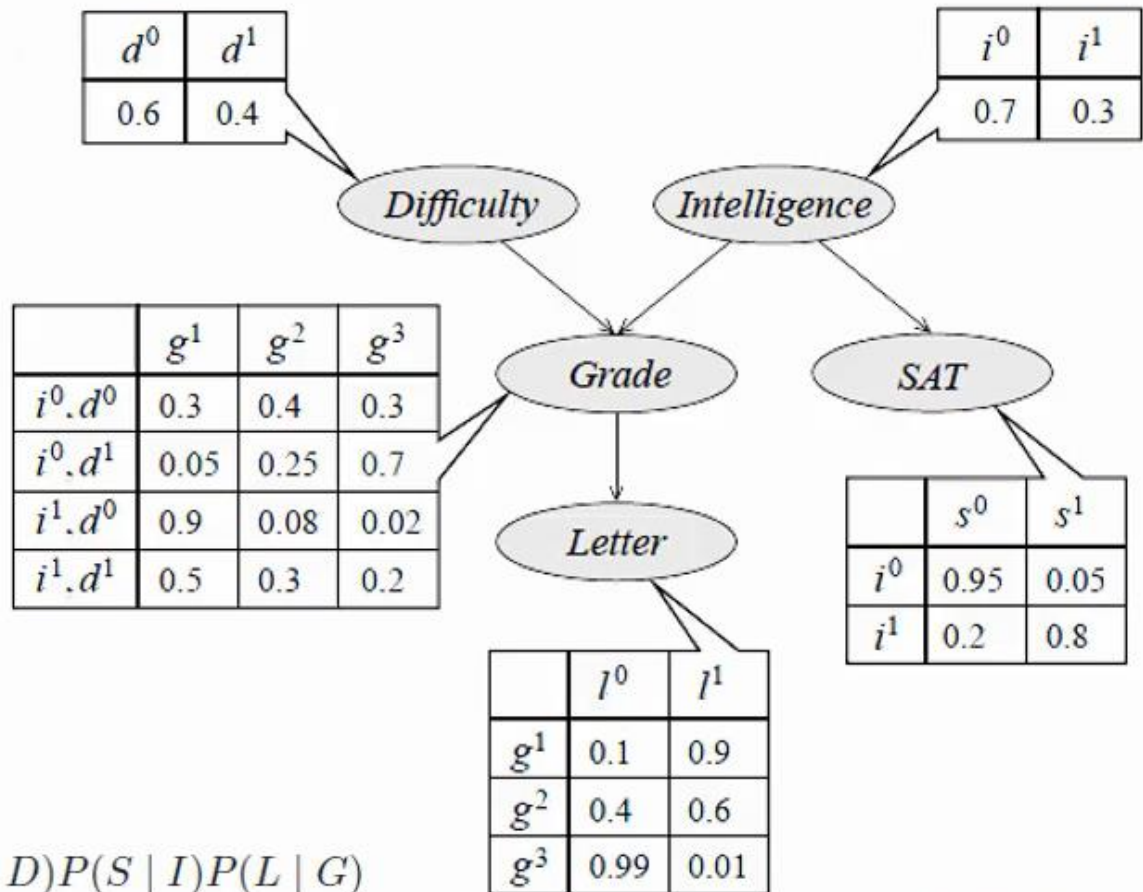 d⁰ d¹
0.6 0.4
i⁰ i¹
0.7 0.3
Difficulty
Intelligence
g¹ g² g³
i⁰.d⁰ 0.3 0.4 0.3
i⁰.d¹ 0.05 0.25 0.7
i¹.d⁰ 0.9 0.08 0.02
i¹.d¹ 0.5 0.3 0.2
Grade
SAT
Letter
s⁰ s¹
i⁰ 0.95 0.05
i¹ 0.2 0.8
l⁰ l¹
g¹ 0.1 0.9
g² 0.4 0.6
g³ 0.99 0.01
D)P(S | I)P(L | G)